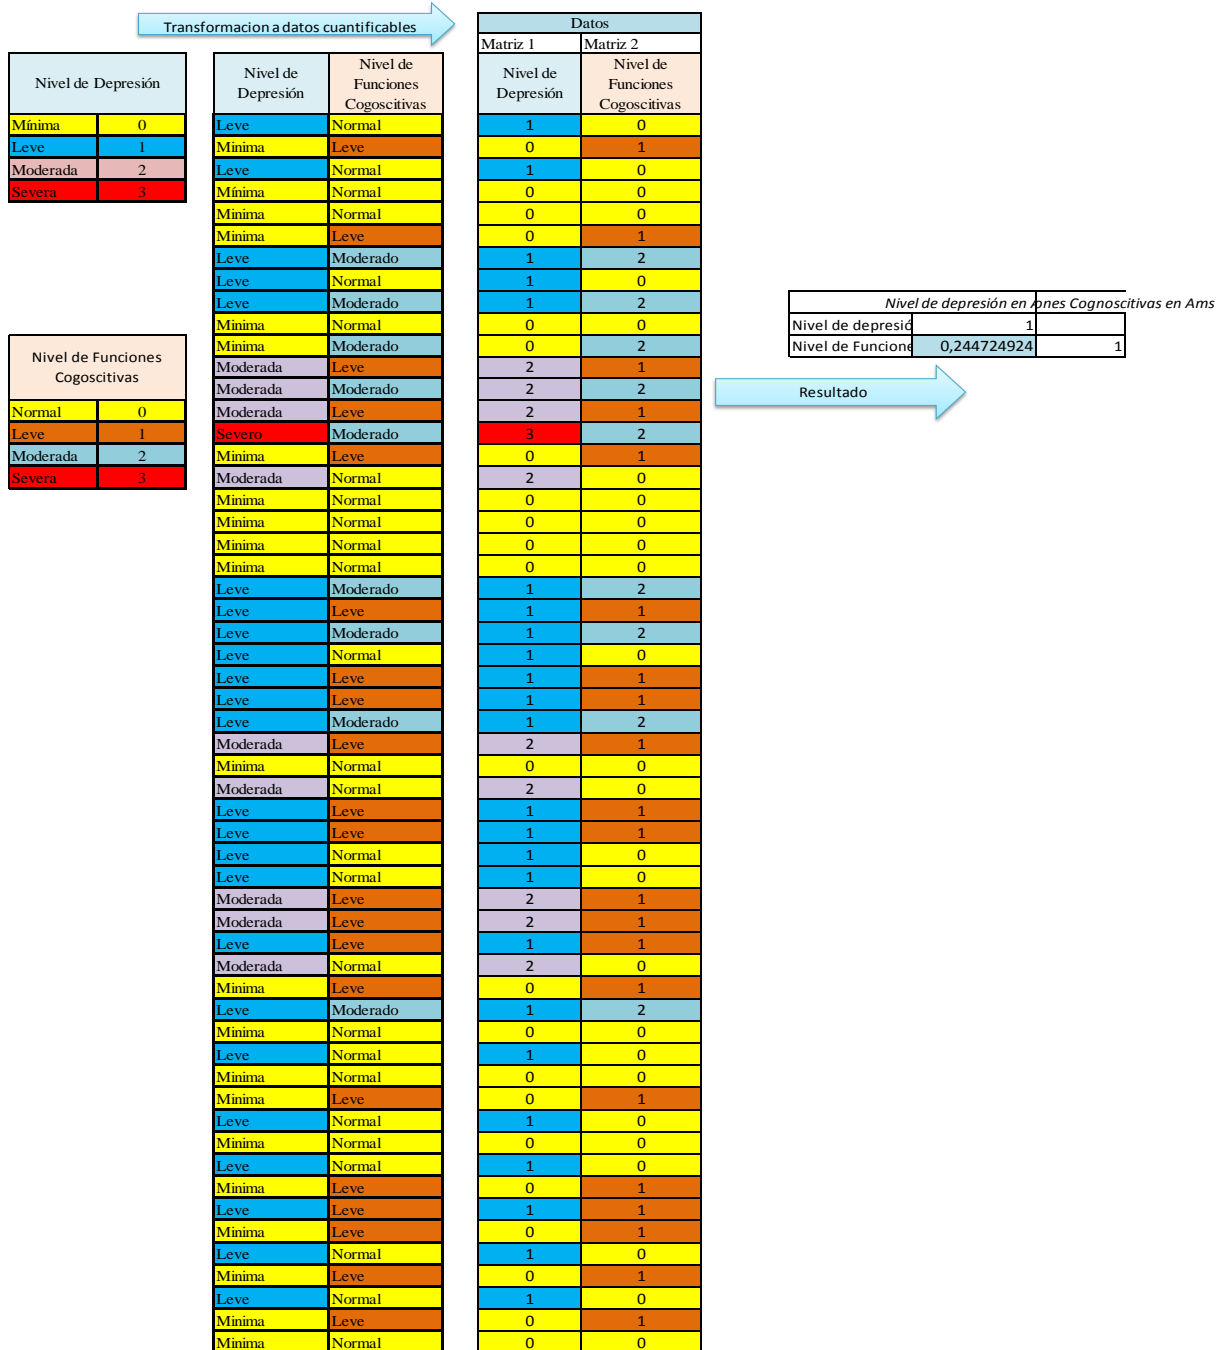 Transformacion a datos cuantificables
Datos
Matriz 1 Matriz 2
Nivel de Depresión
Mínima 0
Leve 1
Moderada 2
Severa 3
Nivel de Funciones
Cogoscitivas
Normal 0
Leve 1
Moderada 2
Severa 3
Nivel de Depresión Nivel de Funciones Cogoscitivas Nivel de Depresión Nivel de Funciones Cogoscitivas
Leve Normal 1 0
Minima Leve 0 1
Leve Normal 1 0
Mínima Normal 0 0
Minima Normal 0 0
Minima Leve 0 1
Leve Moderado 1 2
Leve Normal 1 0
Leve Moderado 1 2
Minima Normal 0 0
Minima Moderado 0 2
Moderada Leve 2 1
Moderada Moderado 2 2
Moderada Leve 2 1
Severo Moderado 3 2
Minima Leve 0 1
Moderada Normal 2 0
Minima Normal 0 0
Minima Normal 0 0
Minima Normal 0 0
Minima Normal 0 0
Leve Moderado 1 2
Leve Leve 1 1
Leve Moderado 1 2
Leve Normal 1 0
Leve Leve 1 1
Leve Leve 1 1
Leve Moderado 1 2
Moderada Leve 2 1
Minima Normal 0 0
Moderada Normal 2 0
Leve Leve 1 1
Leve Leve 1 1
Leve Normal 1 0
Leve Normal 1 0
Moderada Leve 2 1
Moderada Leve 2 1
Leve Leve 1 1
Moderada Normal 2 0
Minima Leve 0 1
Leve Moderado 1 2
Minima Normal 0 0
Leve Normal 1 0
Minima Normal 0 0
Minima Leve 0 1
Leve Normal 1 0
Minima Normal 0 0
Leve Normal 1 0
Minima Leve 0 1
Leve Leve 1 1
Minima Leve 0 1
Leve Normal 1 0
Minima Leve 0 1
Leve Normal 1 0
Minima Leve 0 1
Minima Normal 0 0
Nivel de depresión en ones Cognoscitivas en Ams
Nivel de depresió 1
Nivel de Funcione 0,244724924 1
Resultado